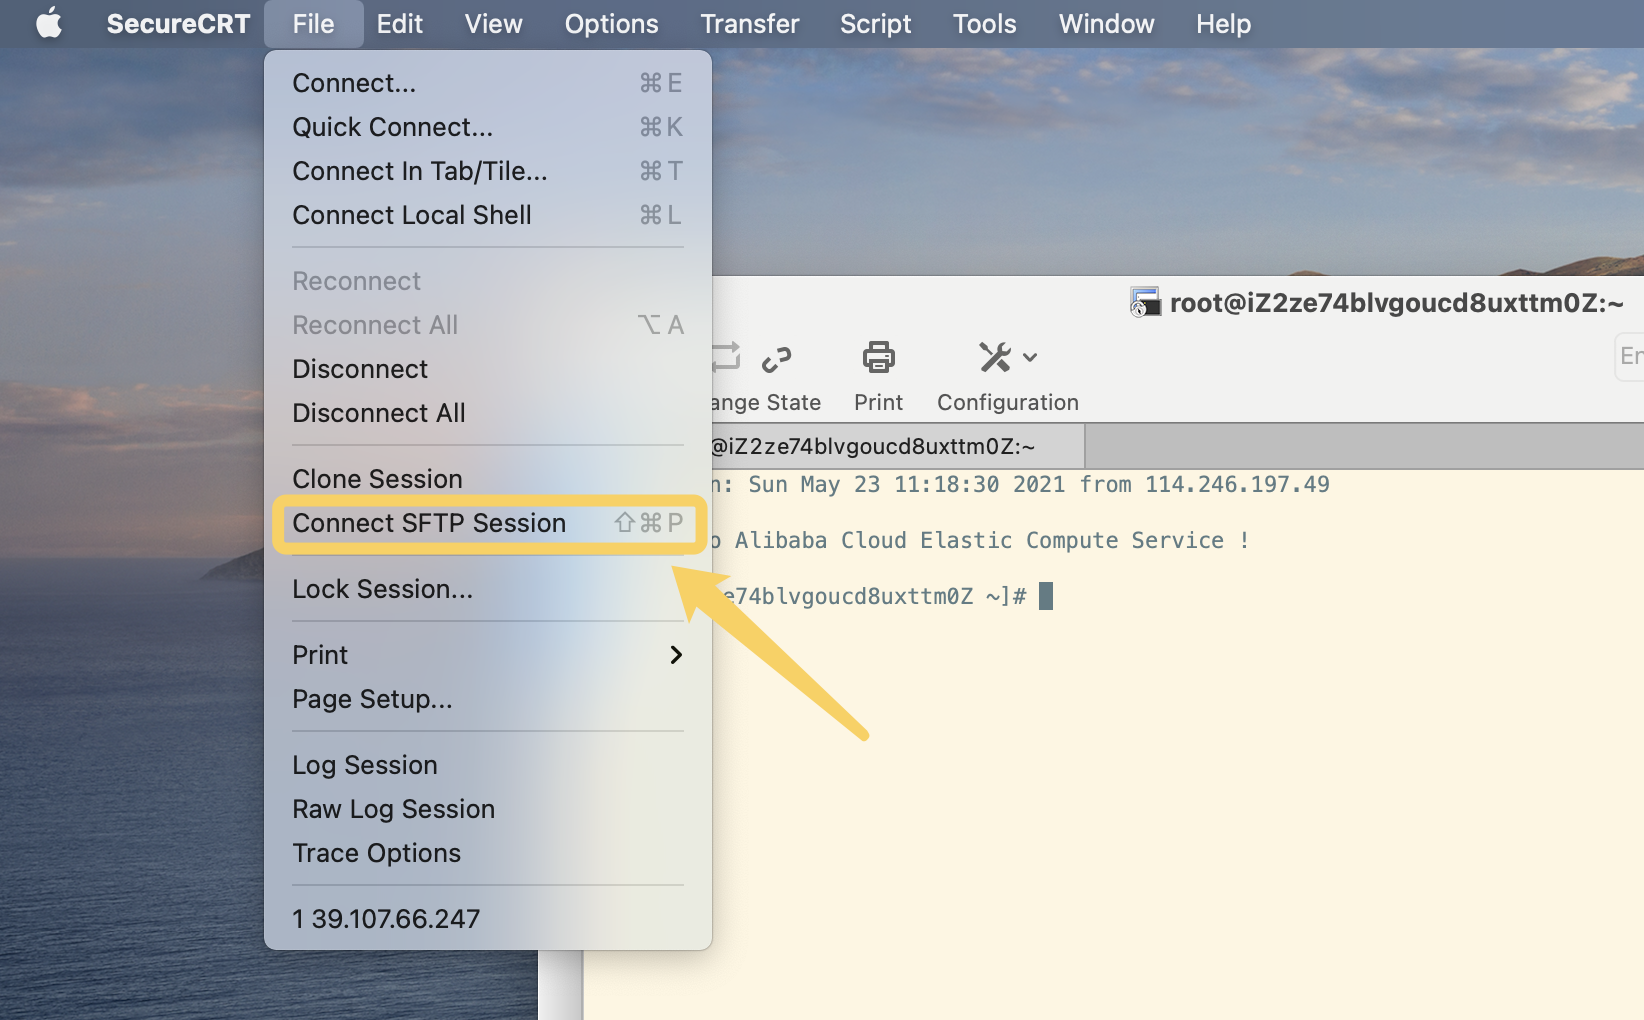 SecureCRT File Edit View Options Transfer Script Tools Window Help
Connect... ⌘E
Quick Connect... ⌘K
Connect In Tab/Tile... ⌘T
Connect Local Shell ⌘L
Reconnect
Reconnect All ⌥A
Disconnect
Disconnect All
Clone Session
Connect SFTP Session ⇧⌘P
Lock Session...
Print
Page Setup...
Log Session
Raw Log Session
Trace Options
1 39.107.66.247
root@iZ2ze74blvgoucd8uxttm0Z:~
En
ange State Print Configuration
@iZ2ze74blvgoucd8uxttm0Z:~
n: Sun May 23 11:18:30 2021 from 114.246.197.49
o Alibaba Cloud Elastic Compute Service !
e74blvgoucd8uxttm0Z ~]#